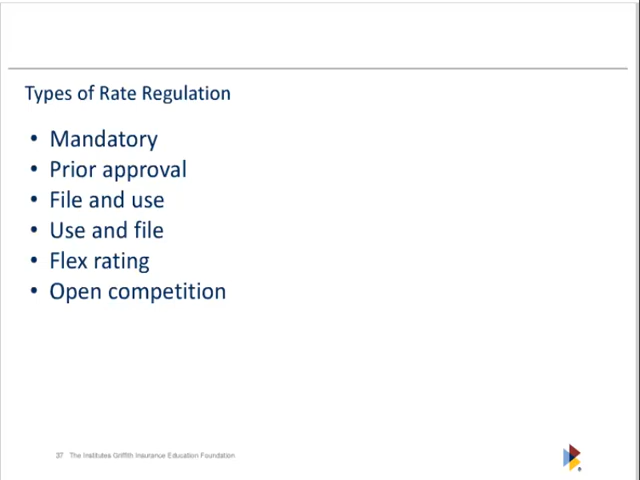 Types of Rate Regulation
• Mandatory
• Prior approval
• File and use
• Use and file
• Flex rating
• Open competition
37 The Institutes Griffith Insurance Education Foundation
®